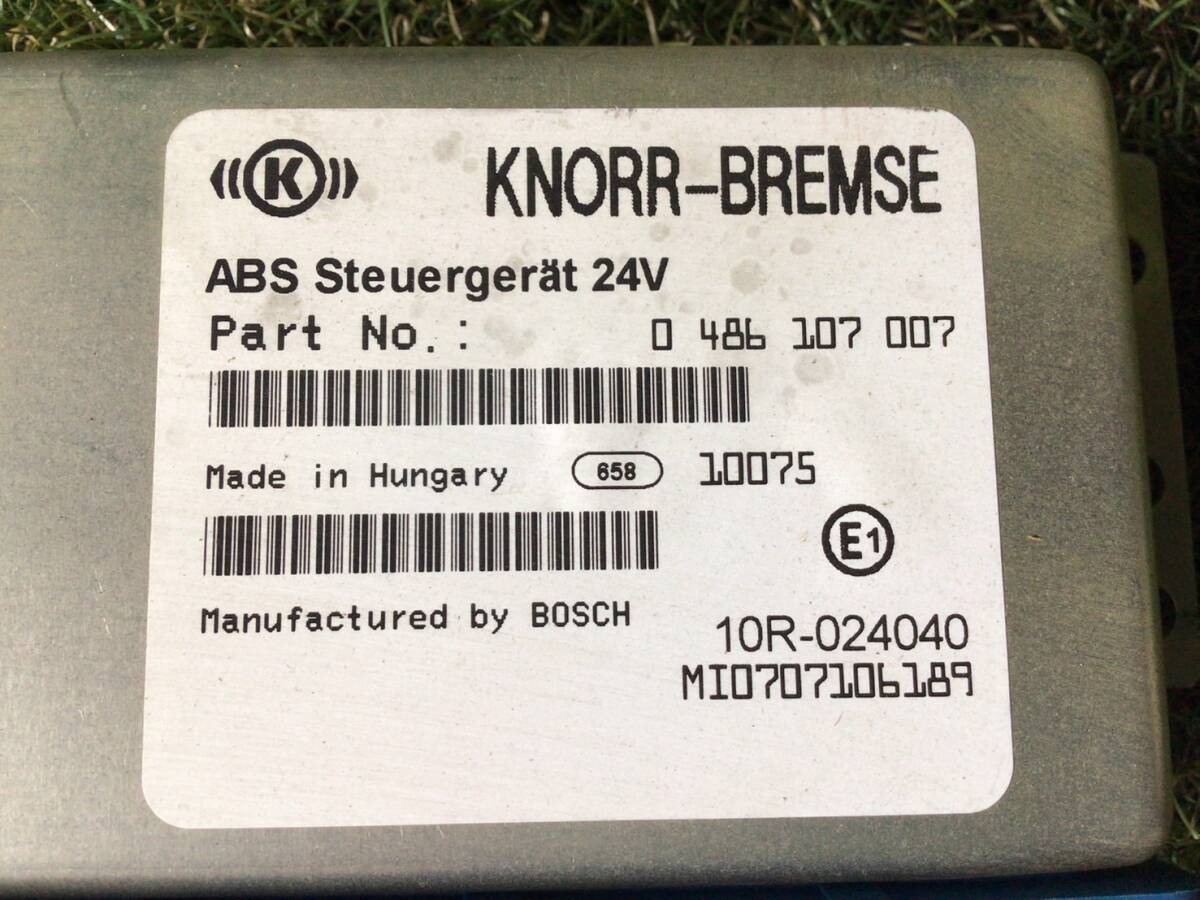 K KNORR-BREMSE
ABS Steuergerät 24V
Part No.: 0 486 107 007
Made in Hungary 658 10075
E1
Manufactured by BOSCH
10R-024040
MI0707106189